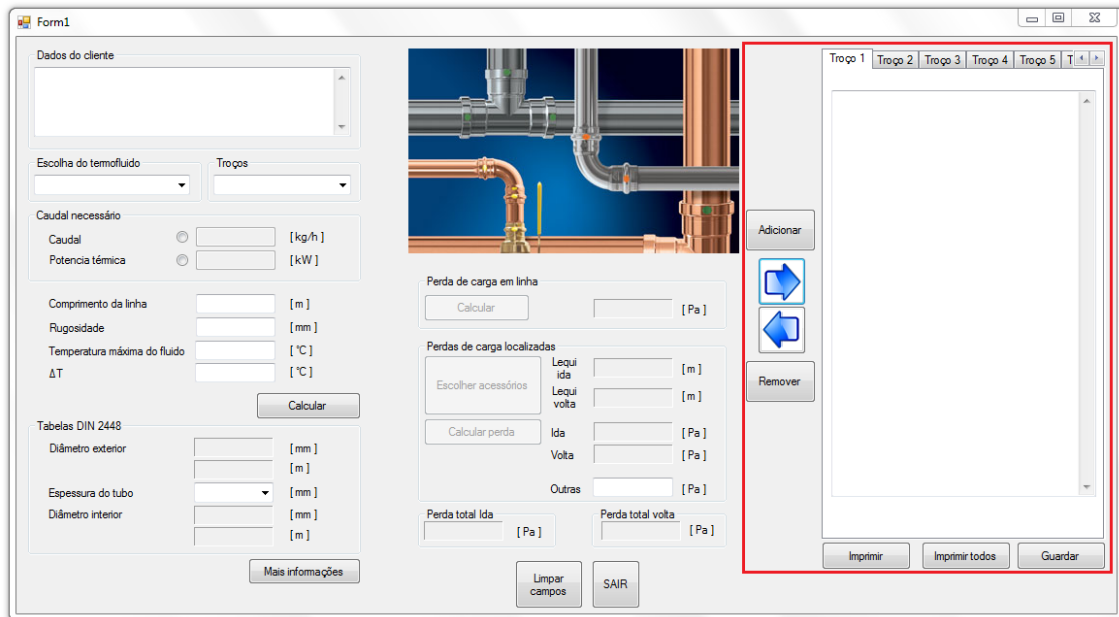 Form1
Dados do cliente
Escolha do termofluido
Troços
Caudal necessário
Caudal [ kg/h ]
Potencia térmica [ kW ]
Comprimento da linha [ m ]
Rugosidade [ mm ]
Temperatura máxima do fluido [ °C ]
ΔT [ °C ]
Calcular
Tabelas DIN 2448
Diâmetro exterior [ mm ]
[ m ]
Espessura do tubo [ mm ]
Diâmetro interior [ mm ]
[ m ]
Mais informações
Perda de carga em linha
Calcular [ Pa ]
Perdas de carga localizadas
Escolher acessórios
Lequi
ida [ m ]
Lequi
volta [ m ]
Calcular perda
Ida [ Pa ]
Volta [ Pa ]
Outras [ Pa ]
Perda total Ida
[ Pa ]
Perda total volta
[ Pa ]
Limpar
campos
SAIR
Adicionar
Remover
Troço 1 Troço 2 Troço 3 Troço 4 Troço 5 T
Imprimir Imprimir todos Guardar